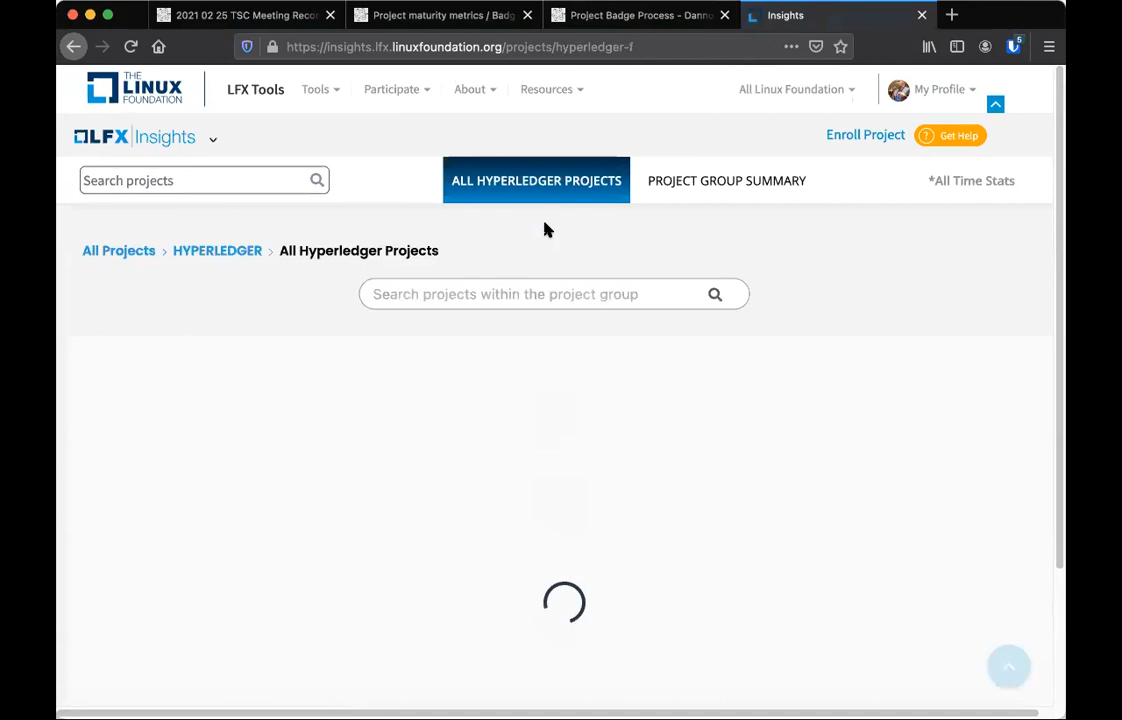 2021 02 25 TSC Meeting Recor
Project maturity metrics / Badg
Project Badge Process - Danno
Insights
https://insights.lfx.linuxfoundation.org/projects/hyperledger-f
5
THE LINUX FOUNDATION
LFX Tools
Tools
Participate
About
Resources
All Linux Foundation
My Profile
LFX Insights
Enroll Project
? Get Help
Search projects
ALL HYPERLEDGER PROJECTS
PROJECT GROUP SUMMARY
*All Time Stats
All Projects > HYPERLEDGER > All Hyperledger Projects
Search projects within the project group